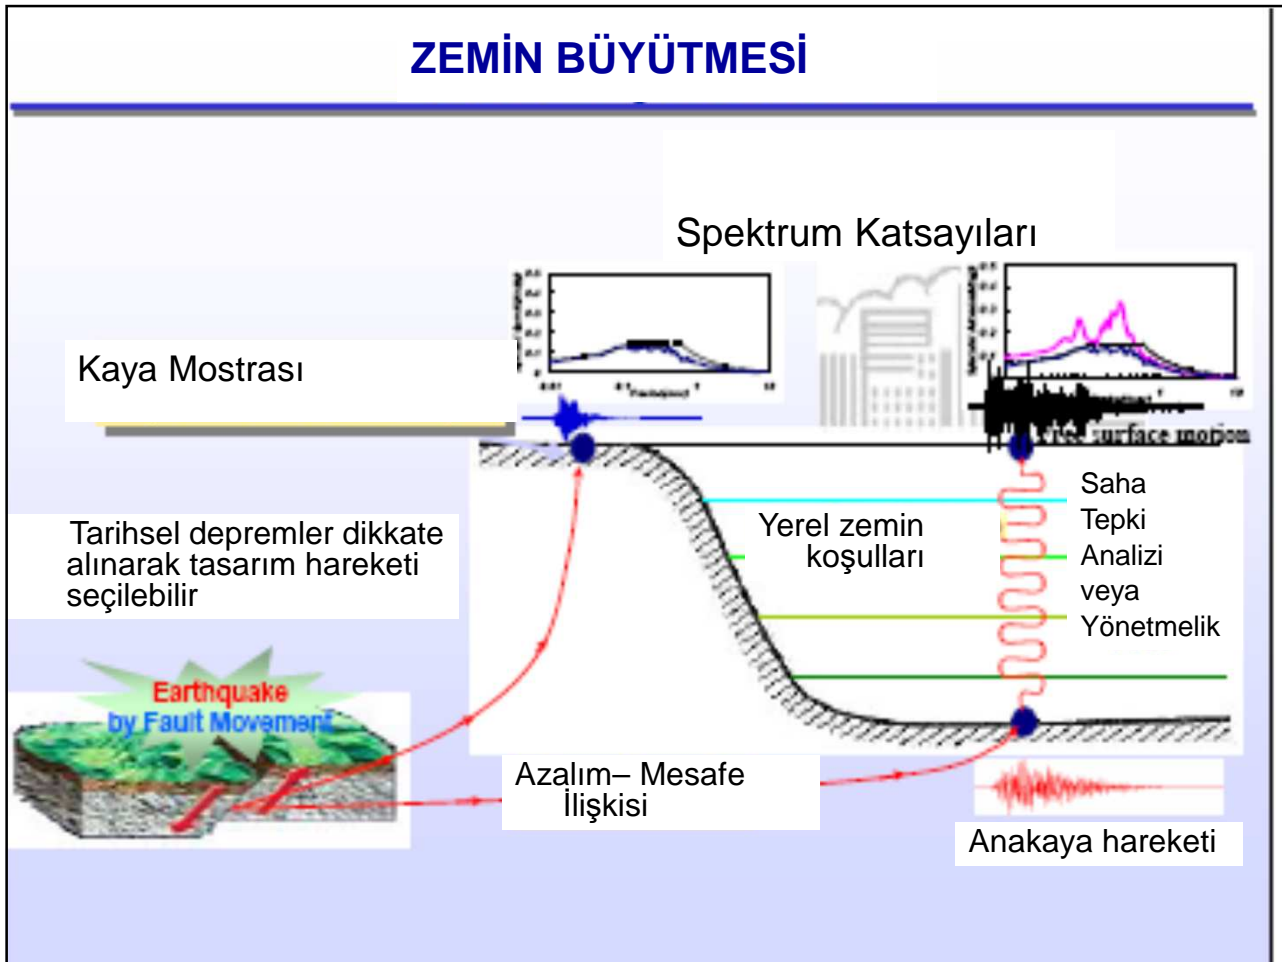 ZEMİN BÜYÜTMESİ
Spektrum Katsayıları
Kaya Mostrası
Free surface motion
Tarihsel depremler dikkate
alınarak tasarım hareketi
seçilebilir
Yerel zemin
koşulları
Saha
Tepki
Analizi
veya
Yönetmelik
Earthquake
by Fault Movement
Azalım– Mesafe
İlişkisi
Anakaya hareketi